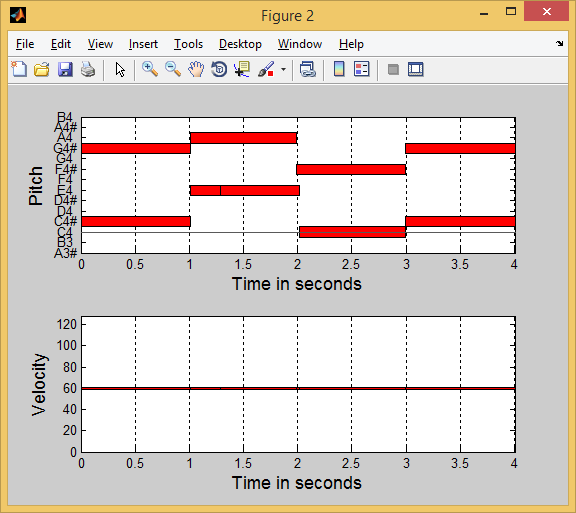 Figure 2
File Edit View Insert Tools Desktop Window Help
Pitch
B4
A4#
A4
G4#
G4
F4#
F4
E4
D4#
D4
C4#
C4
B3
A3#
0 0.5 1 1.5 2 2.5 3 3.5 4
Time in seconds
Velocity
120
100
80
60
40
20
0
0 0.5 1 1.5 2 2.5 3 3.5 4
Time in seconds